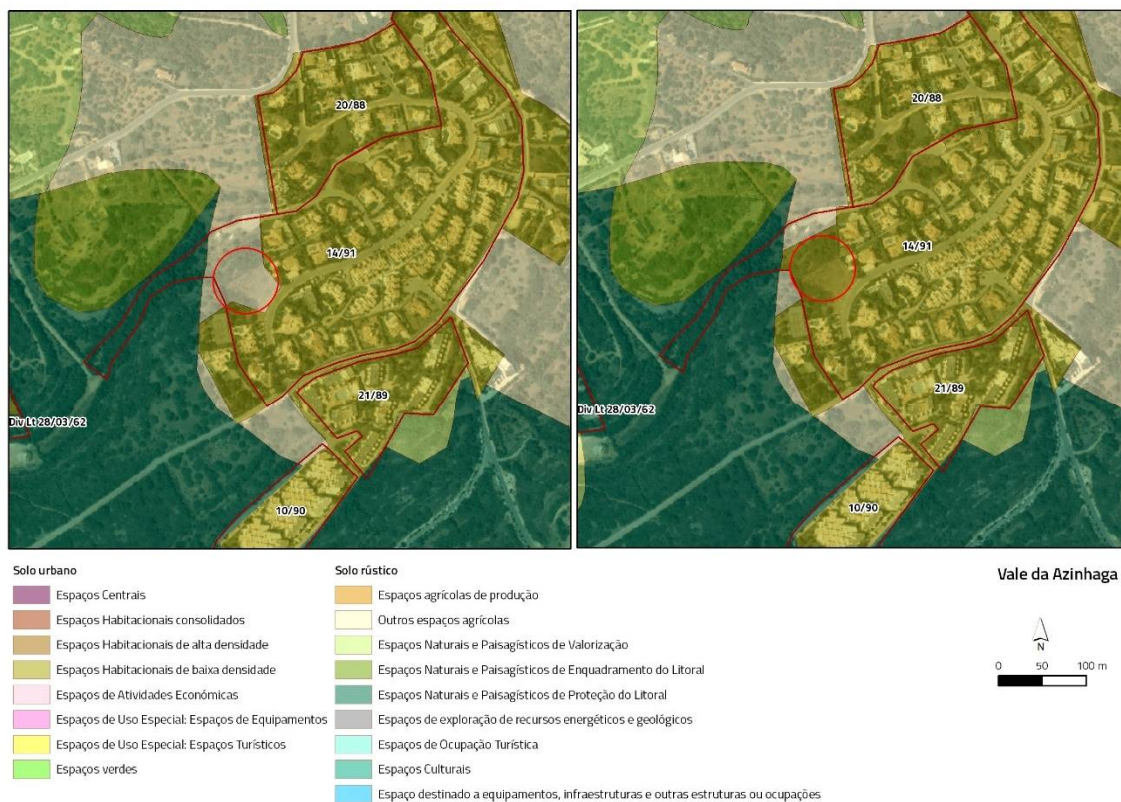 20/88
20/88
14/91
14/91
21/89
21/89
Div Lt 28/03/62
Div Lt 28/03/62
10/90
10/90
Solo urbano
Espaços Centrais
Espaços Habitacionais consolidados
Espaços Habitacionais de alta densidade
Espaços Habitacionais de baixa densidade
Espaços de Atividades Económicas
Espaços de Uso Especial: Espaços de Equipamentos
Espaços de Uso Especial: Espaços Turísticos
Espaços verdes
Solo rústico
Espaços agrícolas de produção
Outros espaços agrícolas
Espaços Naturais e Paisagísticos de Valorização
Espaços Naturais e Paisagísticos de Enquadramento do Litoral
Espaços Naturais e Paisagísticos de Proteção do Litoral
Espaços de exploração de recursos energéticos e geológicos
Espaços de Ocupação Turística
Espaços Culturais
Espaço destinado a equipamentos, infraestruturas e outras estruturas ou ocupações
Vale da Azinhaga
N
0 50 100 m